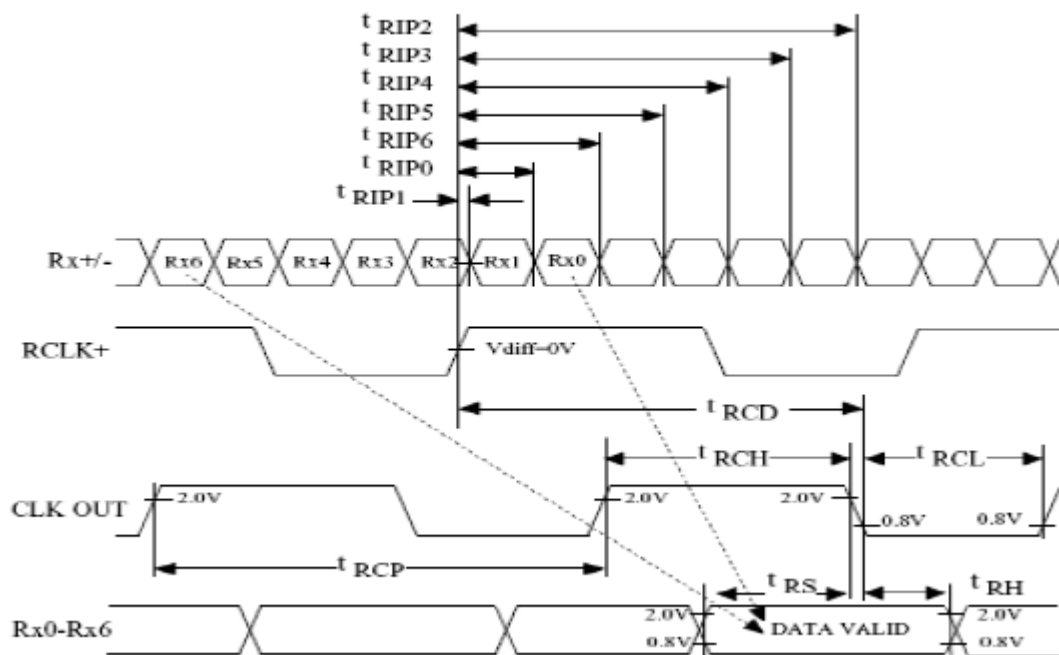 t RIP2
t RIP3
t RIP4
t RIP5
t RIP6
t RIP0
t RIP1
Rx+/- Rx6 Rx5 Rx4 Rx3 Rx2 Rx1 Rx0
RCLK+ Vdiff=0V
t RCD
t RCH t RCL
CLK OUT 2.0V 2.0V 2.0V 0.8V 0.8V
t RCP t RS t RH
Rx0-Rx6 2.0V 0.8V DATA VALID 2.0V 0.8V